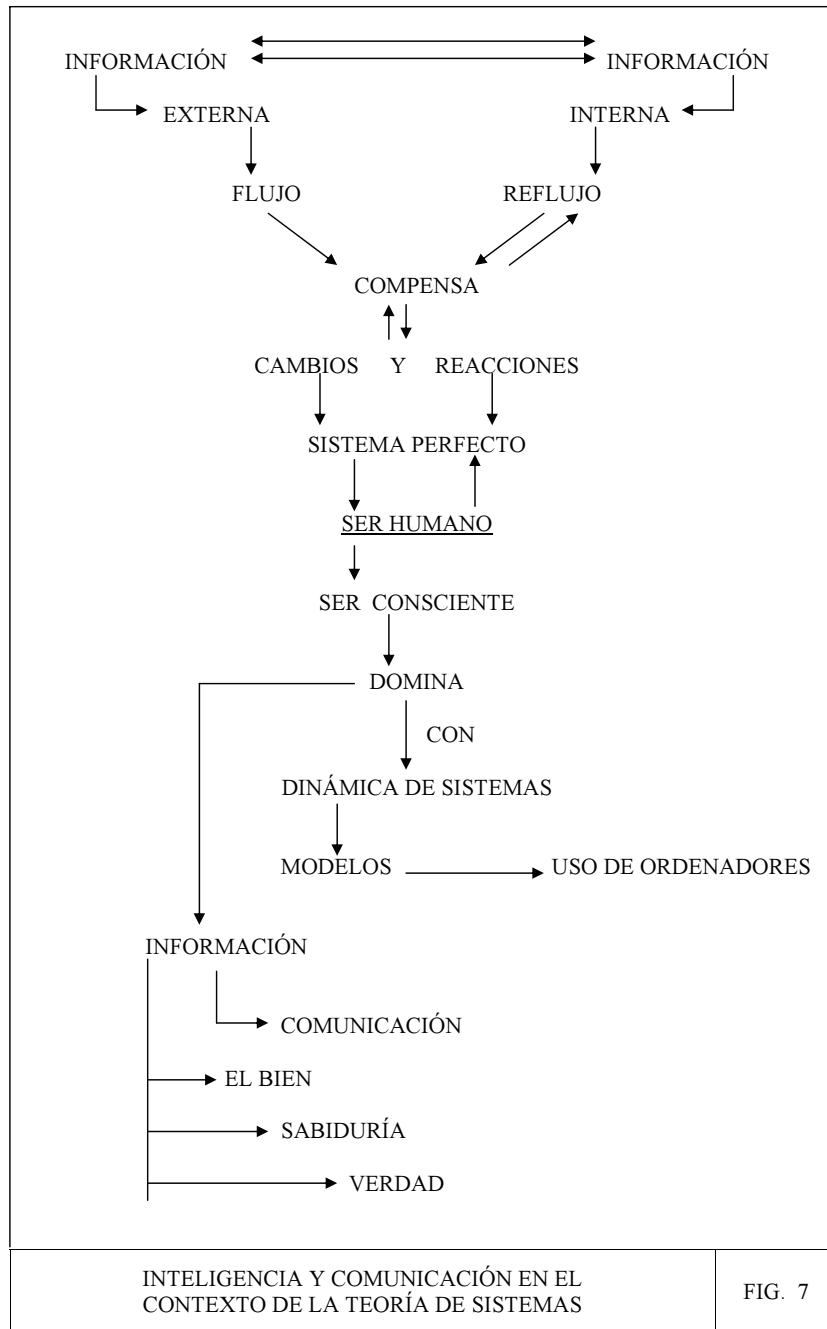 INFORMACIÓN INFORMACIÓN
EXTERNA INTERNA
FLUJO REFLUJO
COMPENSA
CAMBIOS Y REACCIONES
SISTEMA PERFECTO
SER HUMANO
SER CONSCIENTE
DOMINA
CON
DINÁMICA DE SISTEMAS
MODELOS USO DE ORDENADORES
INFORMACIÓN
COMUNICACIÓN
EL BIEN
SABIDURÍA
VERDAD
INTELIGENCIA Y COMUNICACIÓN EN EL
CONTEXTO DE LA TEORÍA DE SISTEMAS
FIG. 7